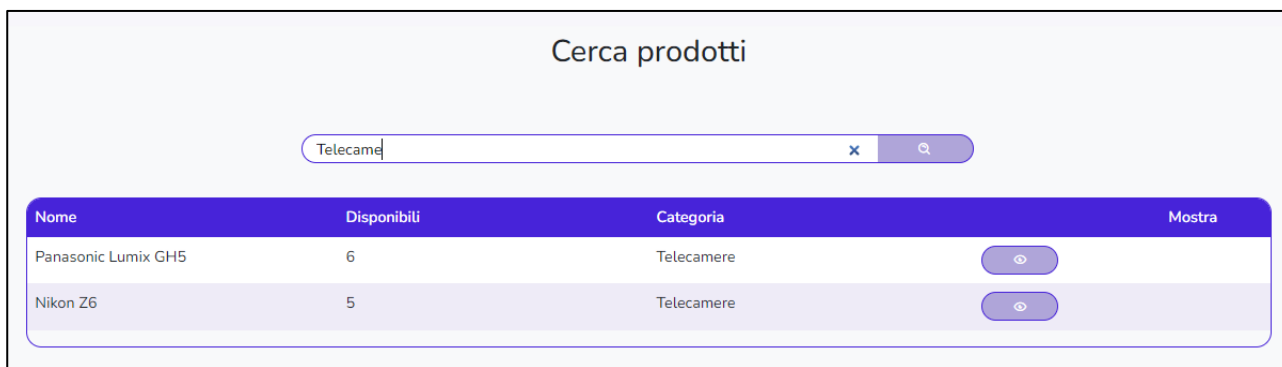 Cerca prodotti
Telecame
Nome Disponibili Categoria Mostra
Panasonic Lumix GH5 6 Telecamere
Nikon Z6 5 Telecamere